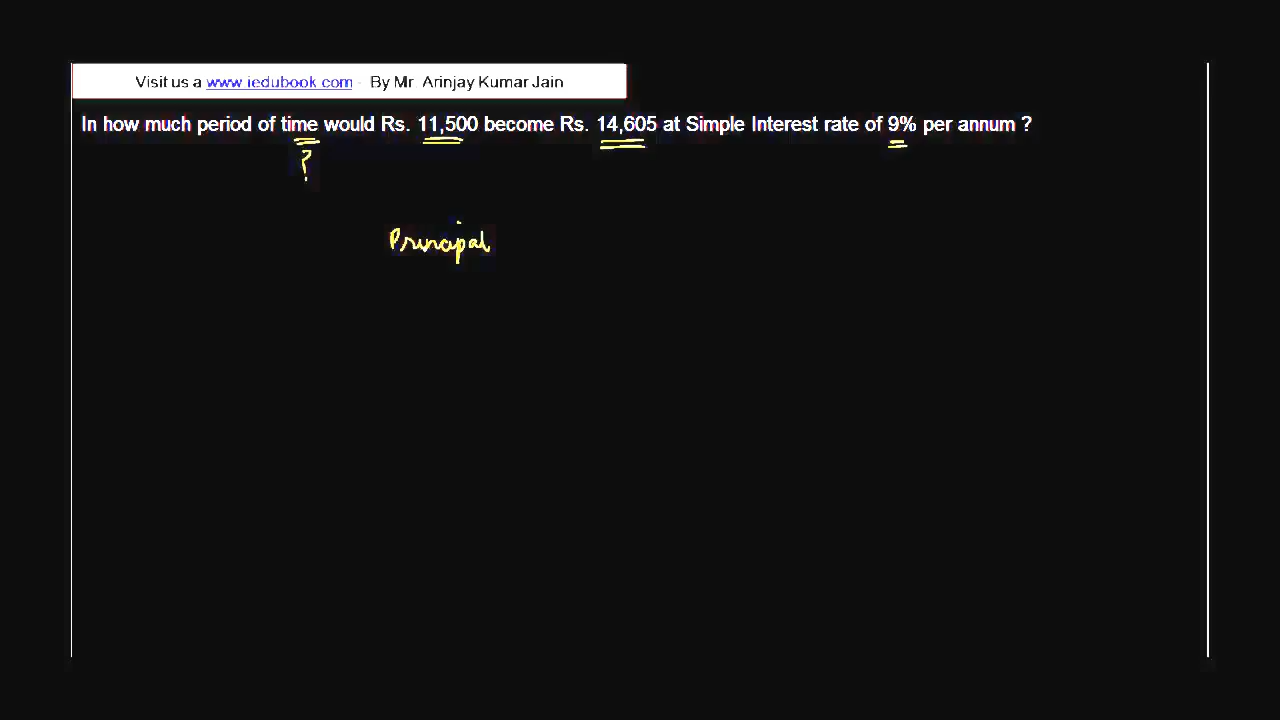 Visit us a www iedubook com - By Mr. Arinjay Kumar Jain
In how much period of time would Rs. 11,500 become Rs. 14,605 at Simple Interest rate of 9% per annum ?
?
Principal